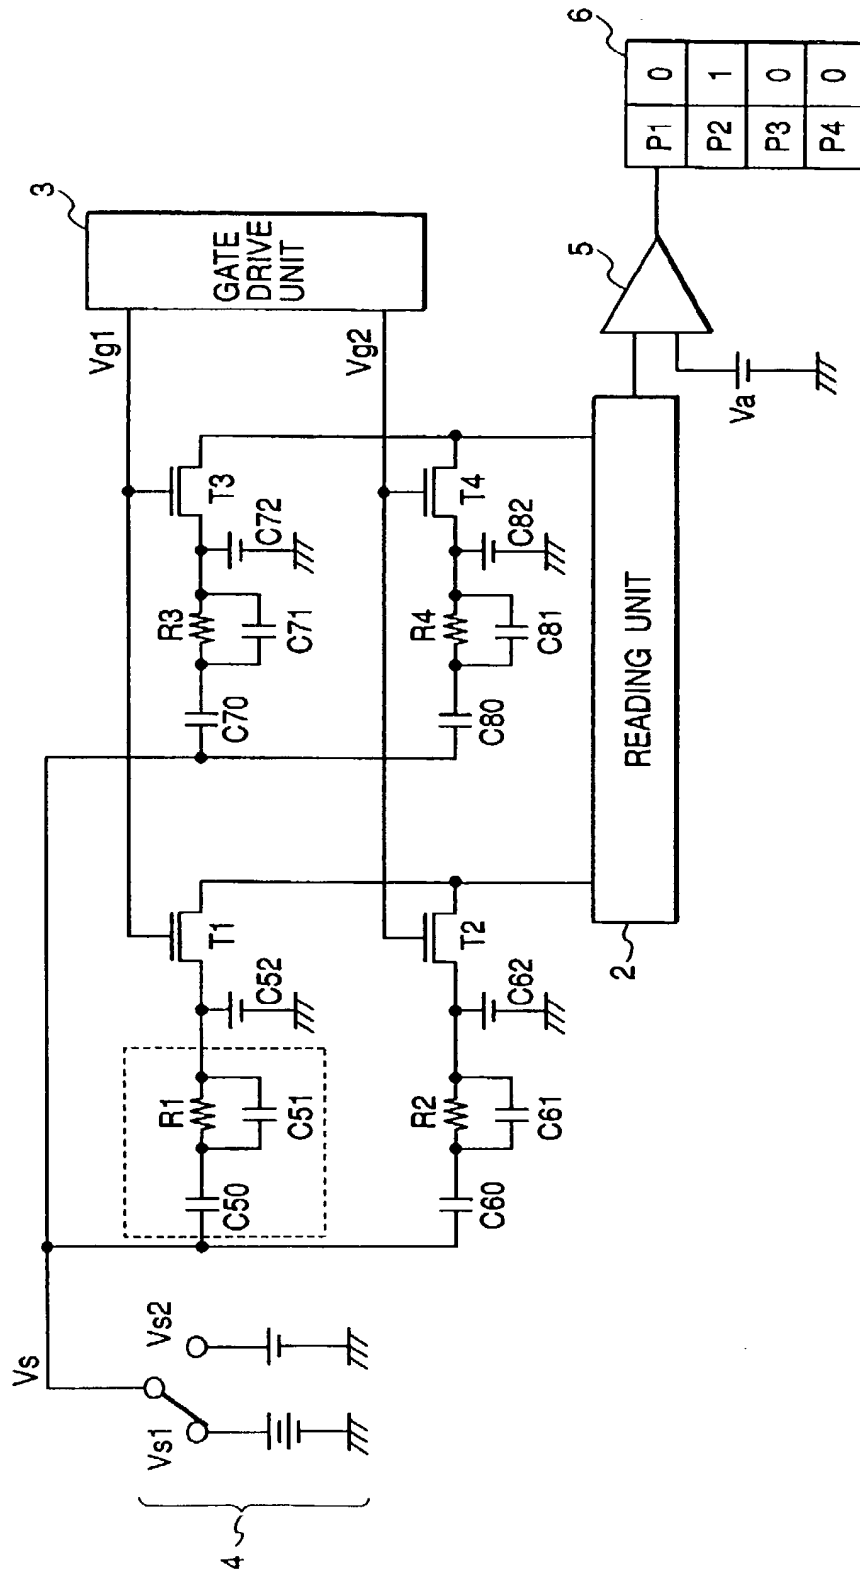 4
Vs1
Vs2
Vs
C50
R1
C51
C52
T1
C60
R2
C61
C62
T2
C70
R3
C71
C72
T3
C80
R4
C81
C82
T4
Vg1
Vg2
3
GATE
DRIVE
UNIT
2
READING UNIT
Va
5
6
P1 0
P2 1
P3 0
P4 0